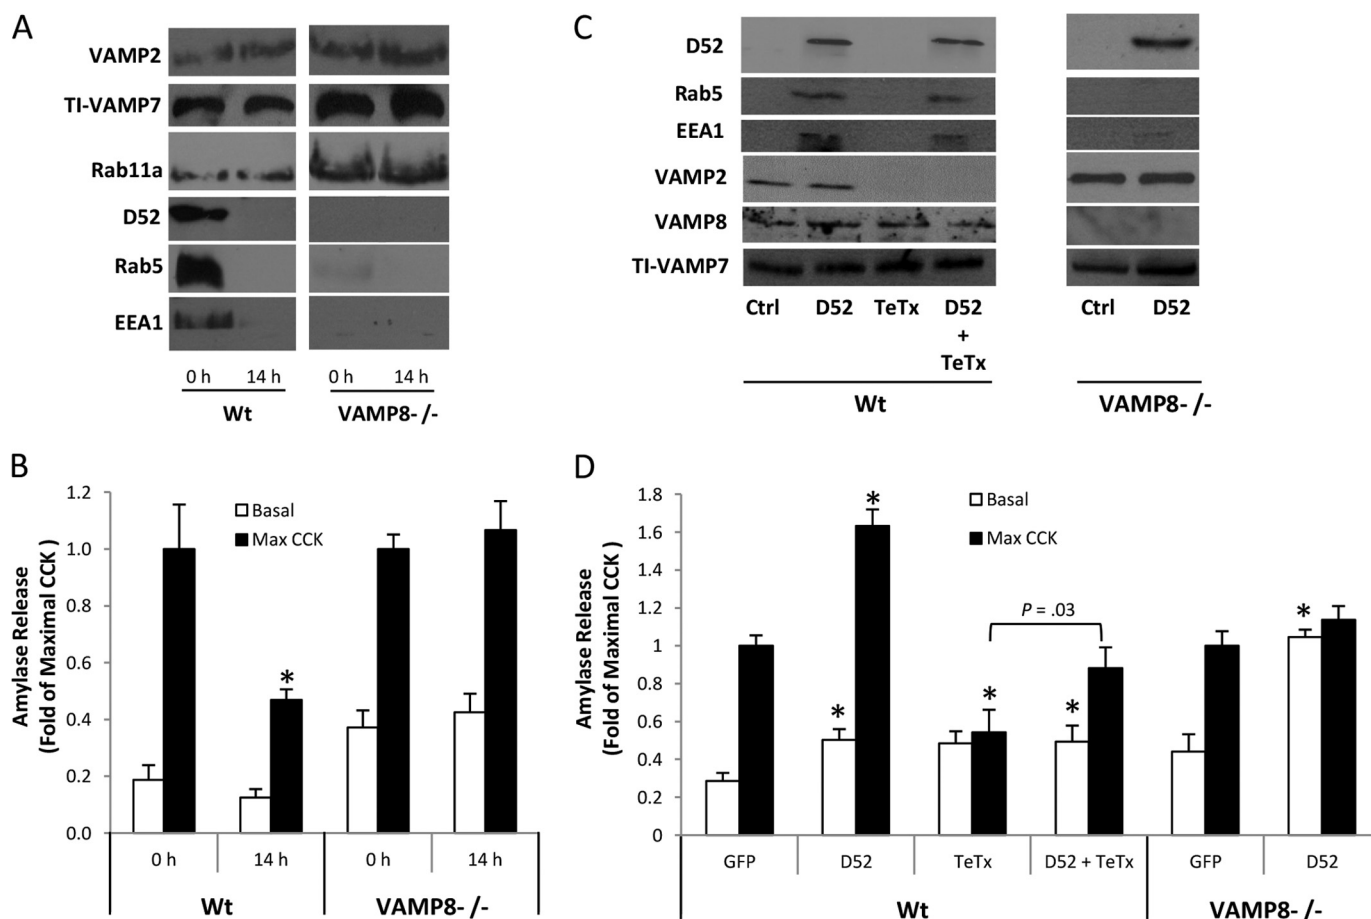 A
VAMP2
TI-VAMP7
Rab11a
D52
Rab5
EEA1
0 h 14 h 0 h 14 h
Wt VAMP8-/-
C
D52
Rab5
EEA1
VAMP2
VAMP8
TI-VAMP7
Ctrl D52 TeTx D52 Ctrl D52
+
TeTx
Wt VAMP8-/-
B
Amylase Release
(Fold of Maximal CCK )
1.2
1.0
0.8
0.6
0.4
0.2
0.0
Basal
Max CCK
*
0 h 14 h 0 h 14 h
Wt VAMP8-/-
D
Amylase Release
(Fold of Maximal CCK )
1.8
1.6
1.4
1.2
1
0.8
0.6
0.4
0.2
0
Basal
Max CCK
P = .03
* * * * *
GFP D52 TeTx D52 + TeTx GFP D52
Wt VAMP8-/-